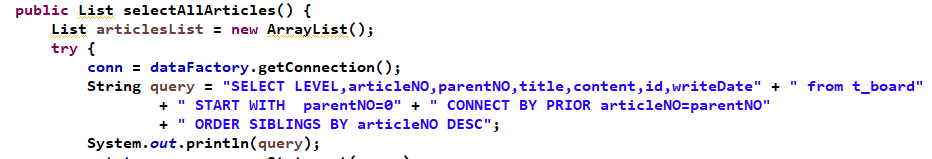 public List selectAllArticles() {
List articlesList = new ArrayList();
try {
conn = dataFactory.getConnection();
String query = "SELECT LEVEL,articleNO,parentNO,title,content,id,writeDate" + " from t_board"
+ " START WITH  parentNO=0" + " CONNECT BY PRIOR articleNO=parentNO"
+ " ORDER SIBLINGS BY articleNO DESC";
System.out.println(query);